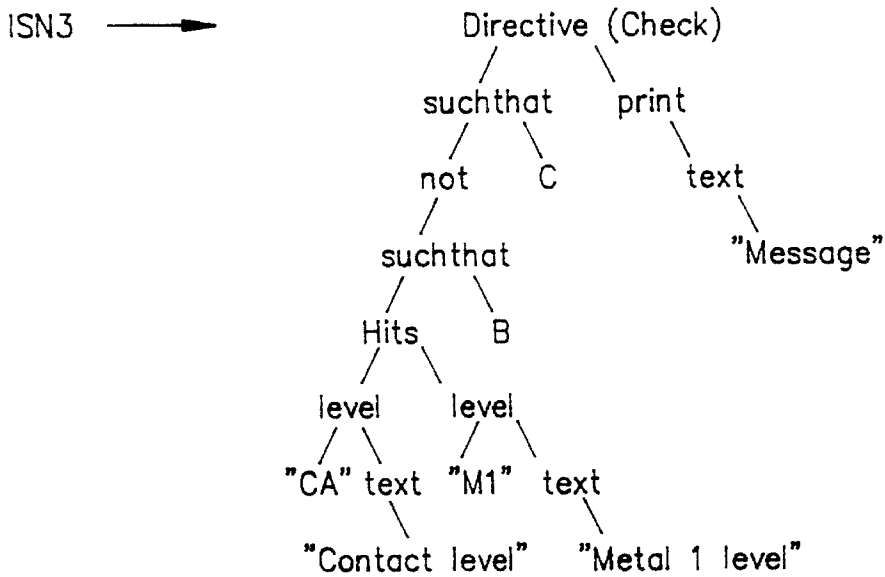 ISN3 Directive (Check)
suchthat print
not C text
suchthat "Message"
Hits B
level level
"CA" text "M1" text
"Contact level" "Metal 1 level"